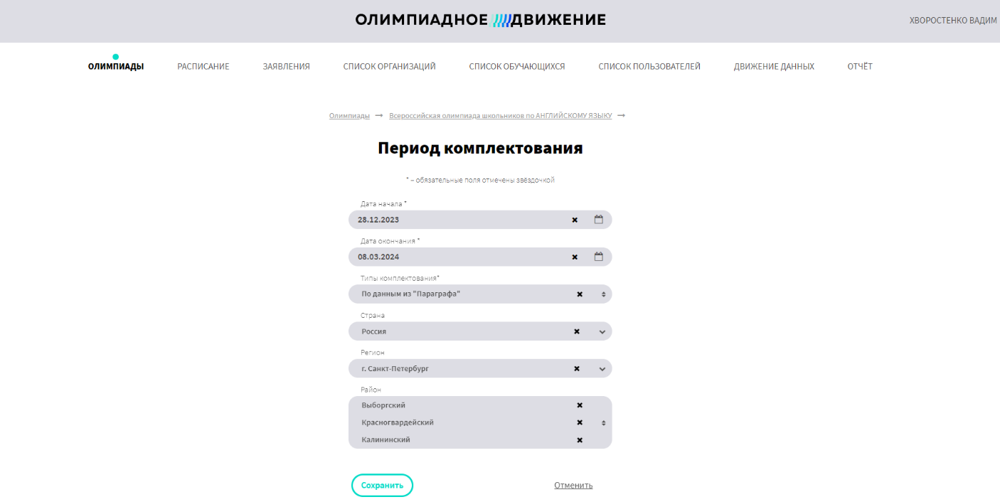 ОЛИМПИАДНОЕ ДВИЖЕНИЕ
ХВОРОСТЕНКО ВАДИМ
ОЛИМПИАДЫ РАСПИСАНИЕ ЗАЯВЛЕНИЯ СПИСОК ОРГАНИЗАЦИЙ СПИСОК ОБУЧАЮЩИХСЯ СПИСОК ПОЛЬЗОВАТЕЛЕЙ ДВИЖЕНИЕ ДАННЫХ ОТЧЁТ
Олимпиады → Всероссийская олимпиада школьников по АНГЛИЙСКОМУ ЯЗЫКУ →
Период комплектования
* – обязательные поля отмечены звёздочкой
Дата начала *
28.12.2023
Дата окончания *
08.03.2024
Типы комплектования*
По данным из "Параграфа"
Страна
Россия
Регион
г. Санкт-Петербург
Район
Выборгский
Красногвардейский
Калининский
Сохранить Отменить